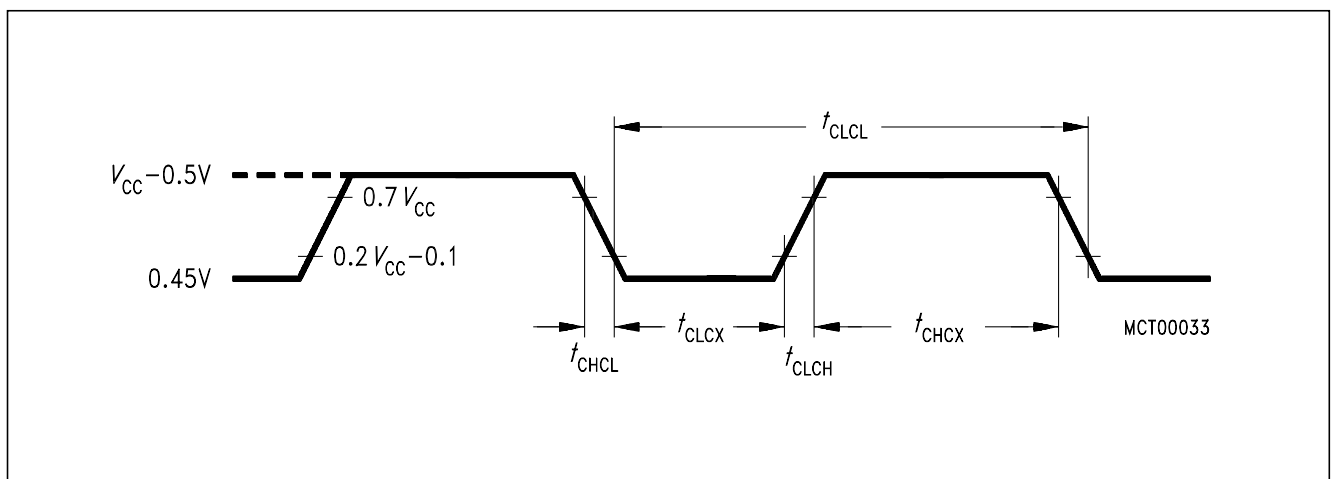 tCLCL
VCC–0.5V
0.7 VCC
0.2 VCC–0.1
0.45V
tCLCX
tCHCX
MCT00033
tCHCL
tCLCH